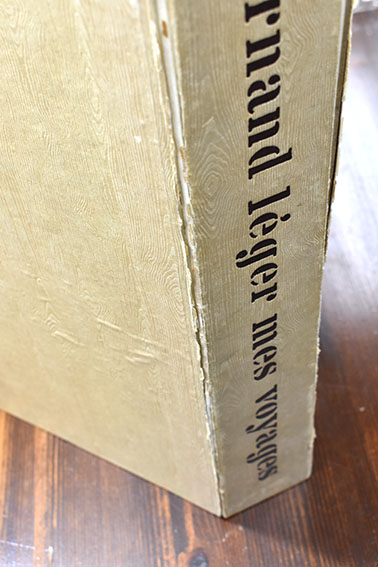 rnand léger mes voyages